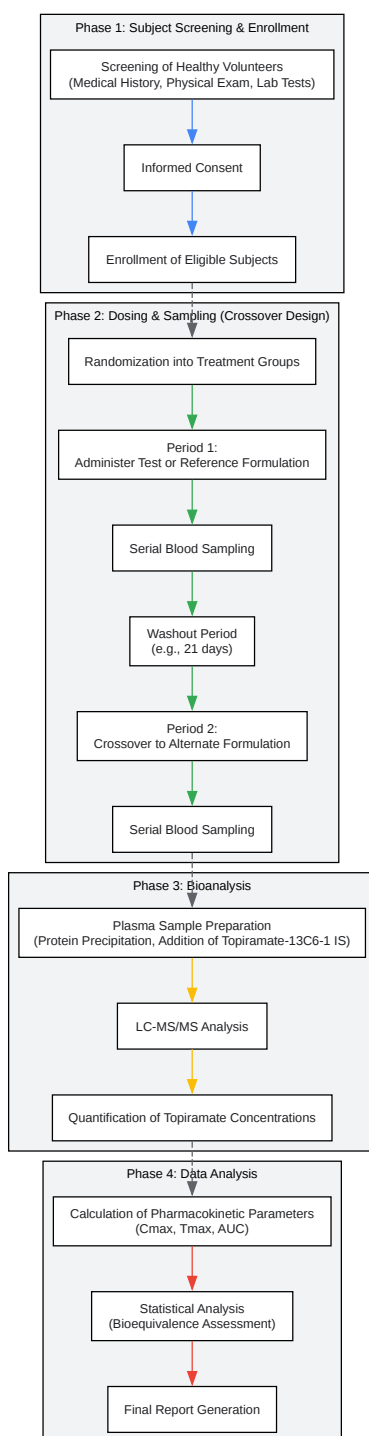 Phase 1: Subject Screening & Enrollment
Screening of Healthy Volunteers
(Medical History, Physical Exam, Lab Tests)
Informed Consent
Enrollment of Eligible Subjects
Phase 2: Dosing & Sampling (Crossover Design)
Randomization into Treatment Groups
Period 1:
Administer Test or Reference Formulation
Serial Blood Sampling
Washout Period
(e.g., 21 days)
Period 2:
Crossover to Alternate Formulation
Serial Blood Sampling
Phase 3: Bioanalysis
Plasma Sample Preparation
(Protein Precipitation, Addition of Topiramate-13C6-1 IS)
LC-MS/MS Analysis
Quantification of Topiramate Concentrations
Phase 4: Data Analysis
Calculation of Pharmacokinetic Parameters
(Cmax, Tmax, AUC)
Statistical Analysis
(Bioequivalence Assessment)
Final Report Generation